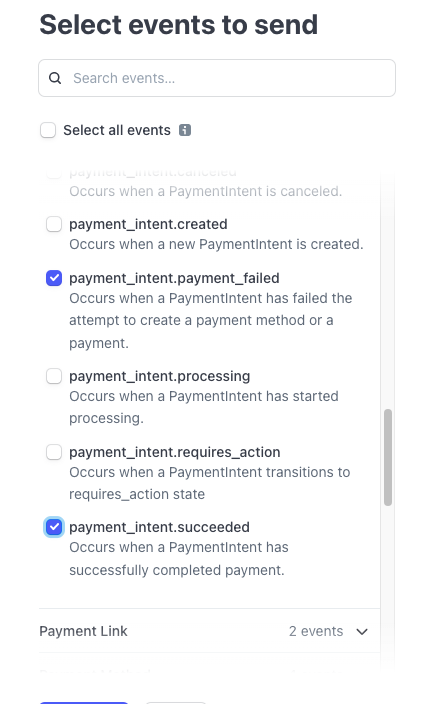 Select events to send
Search events...
Select all events
payment_intent.canceled
Occurs when a PaymentIntent is canceled.
payment_intent.created
Occurs when a new PaymentIntent is created.
payment_intent.payment_failed
Occurs when a PaymentIntent has failed the
attempt to create a payment method or a
payment.
payment_intent.processing
Occurs when a PaymentIntent has started
processing.
payment_intent.requires_action
Occurs when a PaymentIntent transitions to
requires_action state
payment_intent.succeeded
Occurs when a PaymentIntent has
successfully completed payment.
Payment Link 2 events